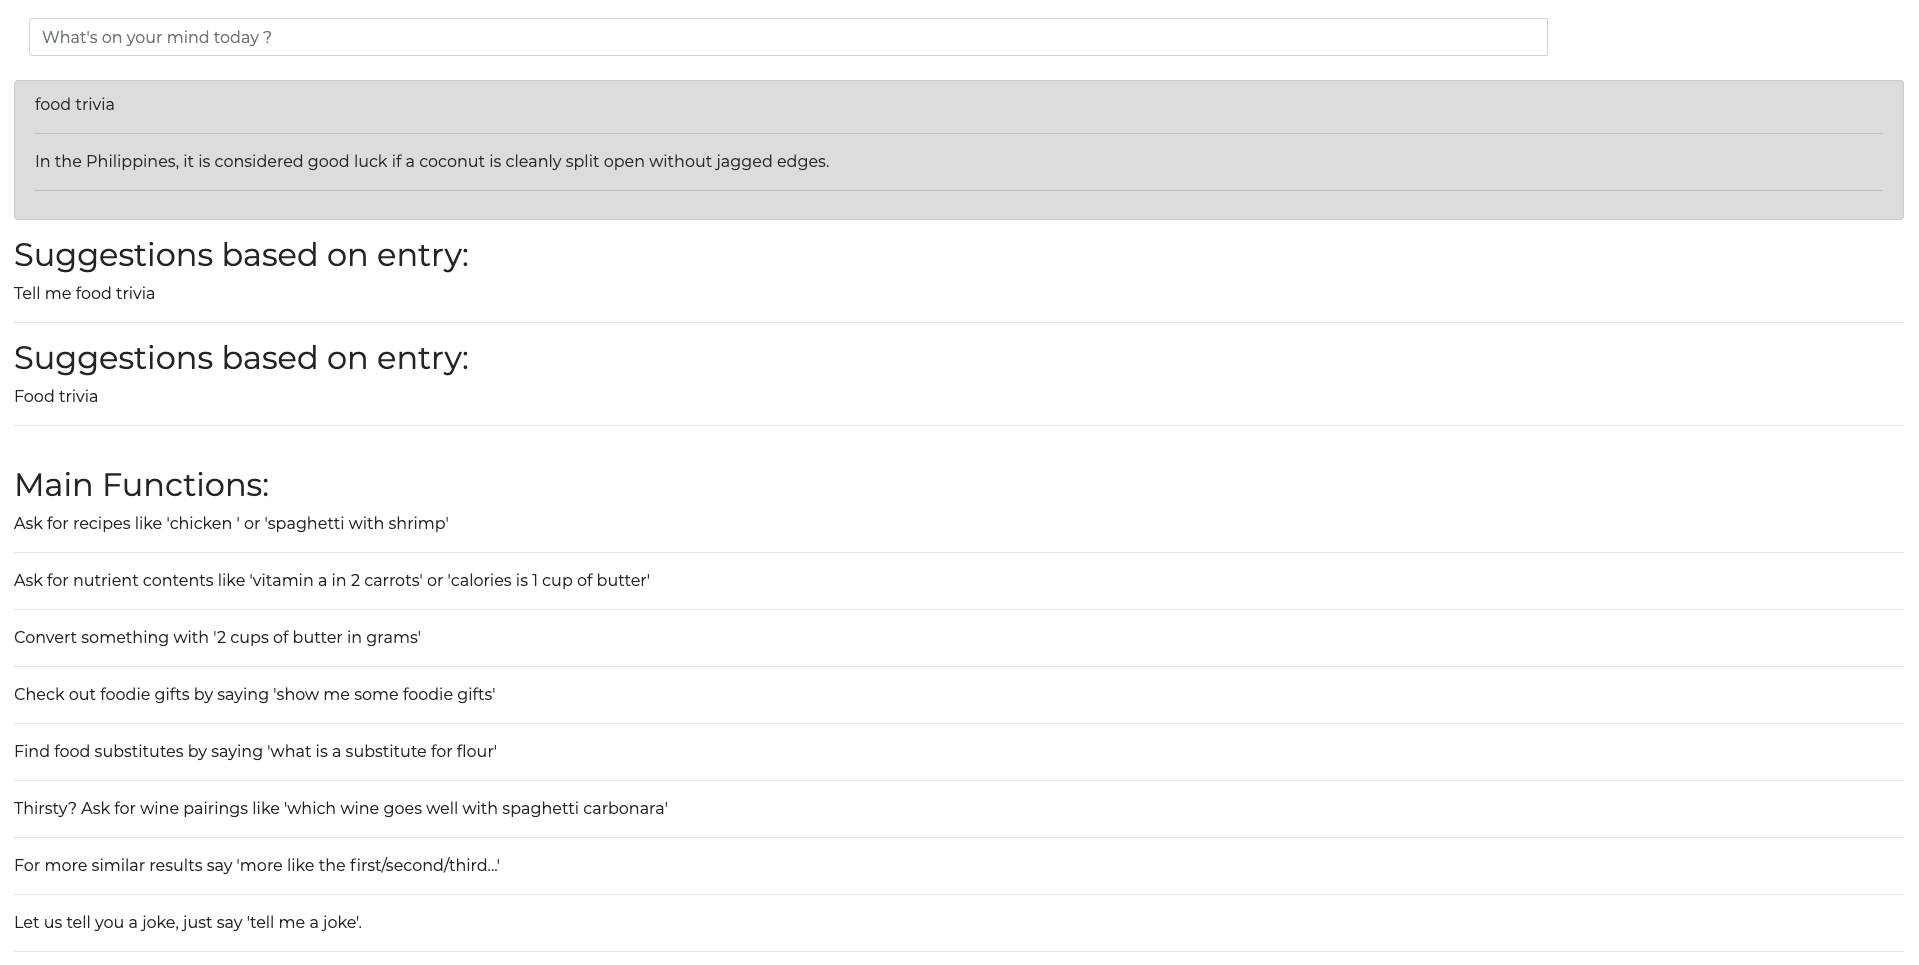 What's on your mind today ?
food trivia
In the Philippines, it is considered good luck if a coconut is cleanly split open without jagged edges.
Suggestions based on entry:
Tell me food trivia
Suggestions based on entry:
Food trivia
Main Functions:
Ask for recipes like 'chicken ' or 'spaghetti with shrimp'
Ask for nutrient contents like 'vitamin a in 2 carrots' or 'calories is 1 cup of butter'
Convert something with '2 cups of butter in grams'
Check out foodie gifts by saying 'show me some foodie gifts'
Find food substitutes by saying 'what is a substitute for flour'
Thirsty? Ask for wine pairings like 'which wine goes well with spaghetti carbonara'
For more similar results say 'more like the first/second/third...'
Let us tell you a joke, just say 'tell me a joke'.